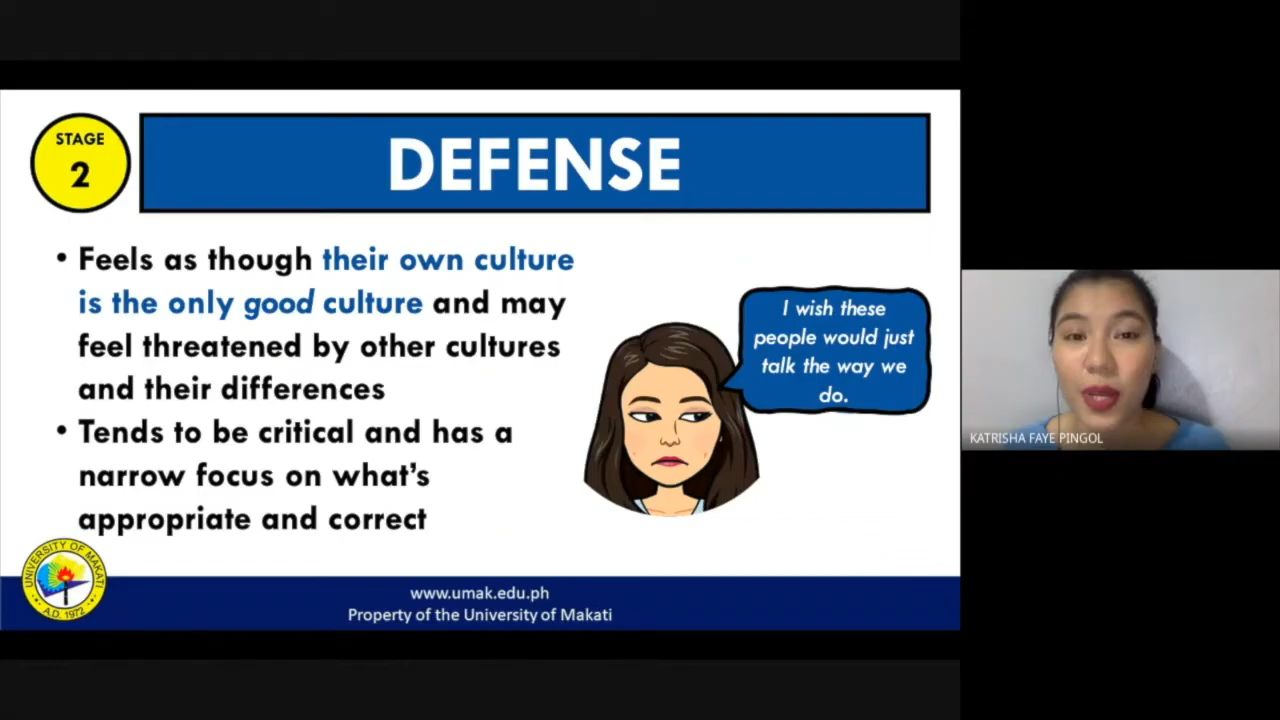 STAGE
2
DEFENSE
• Feels as though their own culture
is the only good culture and may
feel threatened by other cultures
and their differences
• Tends to be critical and has a
narrow focus on what's
appropriate and correct
I wish these
people would just
talk the way we
do.
KATRISHA FAYE PINGOL
UNIVERSITY OF MAKATI
A.D. 1972
www.umak.edu.ph
Property of the University of Makati